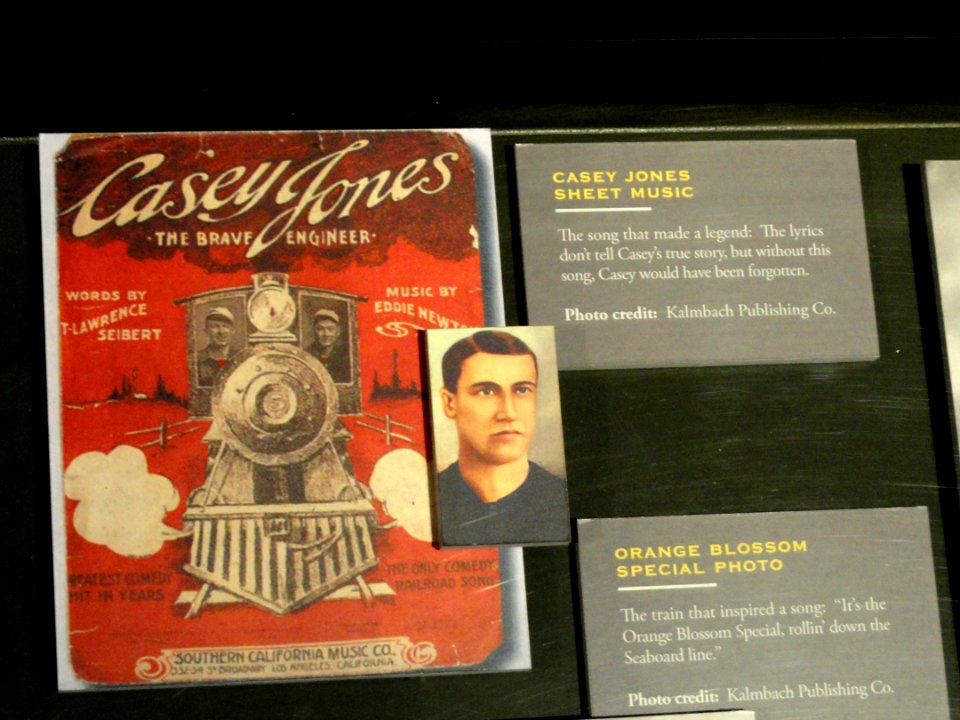 Casey Jones
·THE BRAVE ENGINEER·
WORDS BY
T-LAWRENCE
SEIBERT
MUSIC BY
EDDIE
THE ONLY COMEDY
RAILROAD SONG
COMEDY
HIT IN YEARS
SOUTHERN CALIFORNIA MUSIC CO.
332-34 So BROADWAY LOS ANGELES, CALIFORNIA
CASEY JONES
SHEET MUSIC
The song that made a legend: The lyrics
don't tell Casey's true story, but without this
song, Casey would have been forgotten.
Photo credit: Kalmbach Publishing Co.
ORANGE BLOSSOM
SPECIAL PHOTO
The train that inspired a song: "It's the
Orange Blossom Special, rollin' down the
Seaboard line."
Photo credit: Kalmbach Publishing Co.